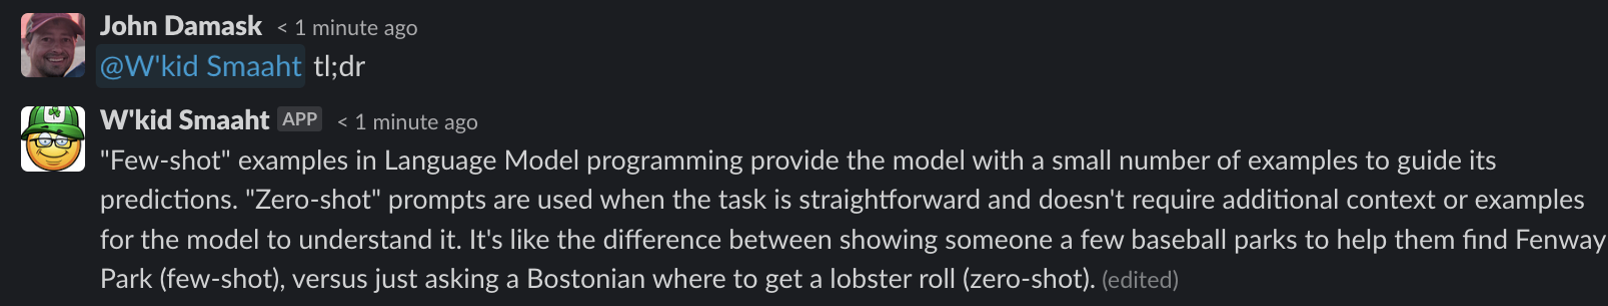 John Damask < 1 minute ago
@W'kid Smaaht tl;dr
W'kid Smaaht APP < 1 minute ago
"Few-shot" examples in Language Model programming provide the model with a small number of examples to guide its
predictions. "Zero-shot" prompts are used when the task is straightforward and doesn't require additional context or examples
for the model to understand it. It's like the difference between showing someone a few baseball parks to help them find Fenway
Park (few-shot), versus just asking a Bostonian where to get a lobster roll (zero-shot). (edited)